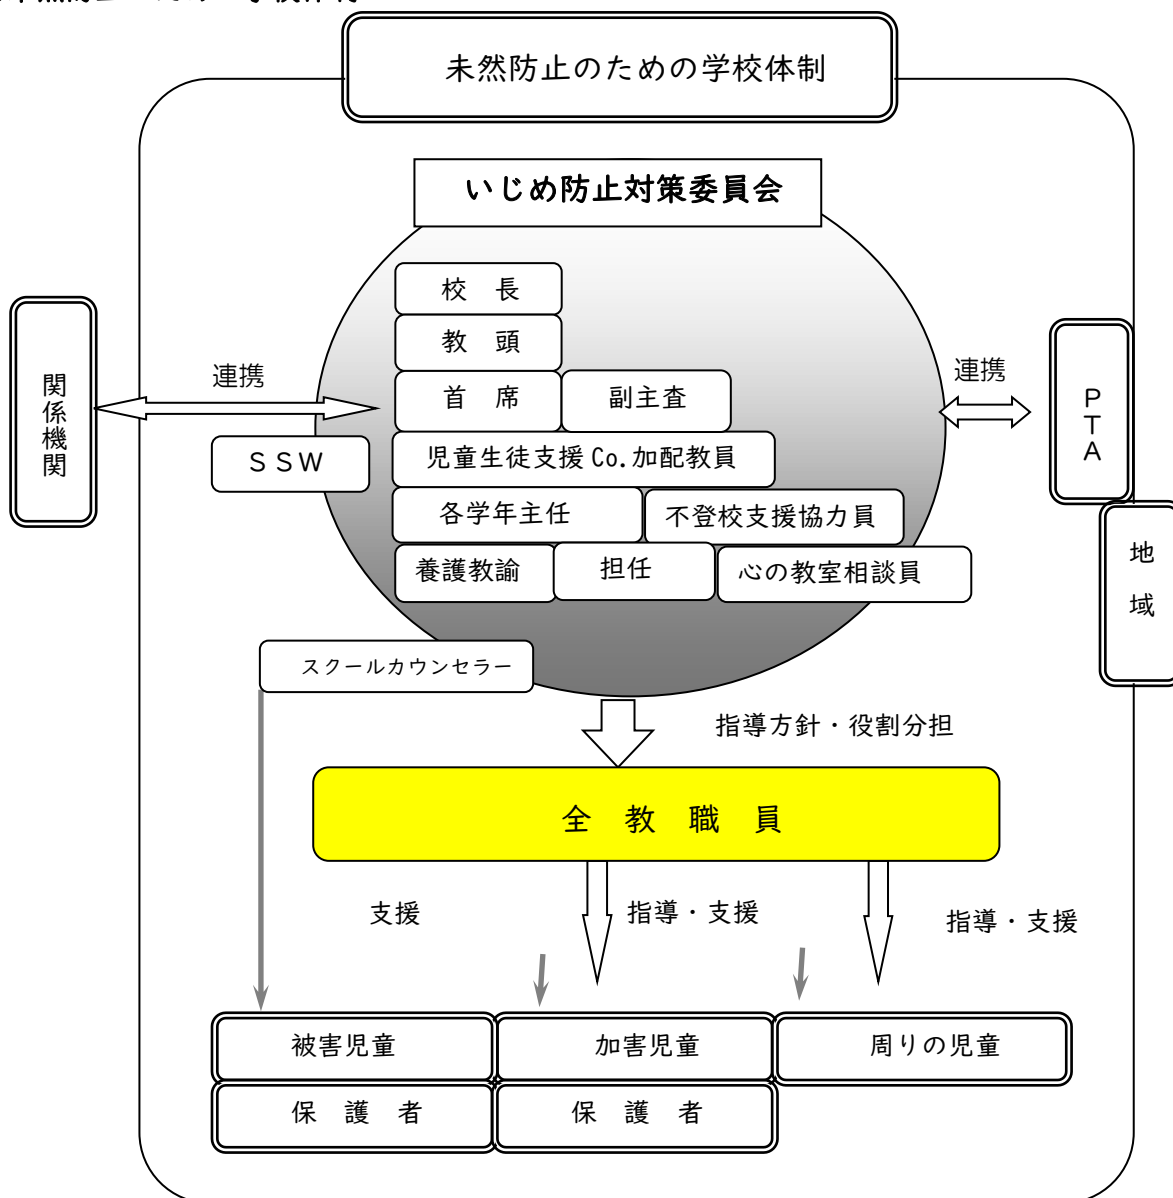 未然防止のための学校体制
いじめ防止対策委員会
校　長
教　頭
首　席
副主査
児童生徒支援 Co.加配教員
各学年主任
不登校支援協力員
養護教諭
担任
心の教室相談員
スクールカウンセラー
連携
関係機関
ＳＳＷ
連携
ＰＴＡ
地域
指導方針・役割分担
全　教　職　員
支援
指導・支援
指導・支援
被害児童
加害児童
周りの児童
保　護　者
保　護　者